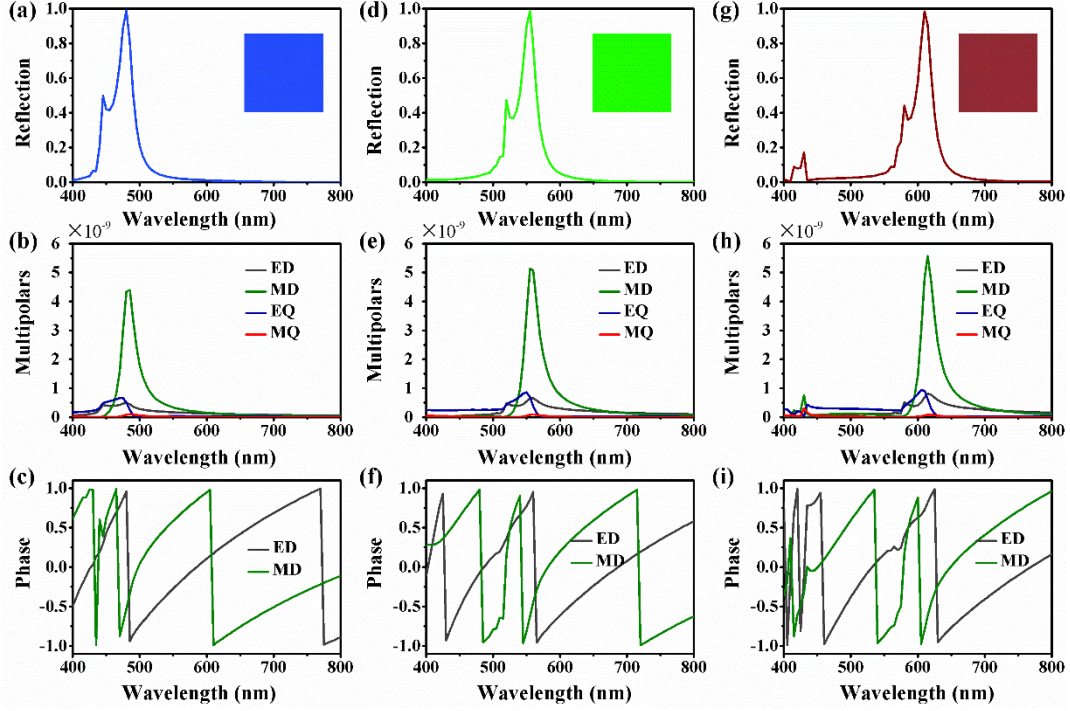 (a)
1.0
0.8
0.6
0.4
0.2
0.0
Reflection
400 500 600 700 800
Wavelength (nm)
(d)
1.0
0.8
0.6
0.4
0.2
0.0
Reflection
400 500 600 700 800
Wavelength (nm)
(g)
1.0
0.8
0.6
0.4
0.2
0.0
Reflection
400 500 600 700 800
Wavelength (nm)
(b)
×10⁻⁹
6
5
4
3
2
1
0
Multipolars
ED
MD
EQ
MQ
400 500 600 700 800
Wavelength (nm)
(e)
×10⁻⁹
6
5
4
3
2
1
0
Multipolars
ED
MD
EQ
MQ
400 500 600 700 800
Wavelength (nm)
(h)
×10⁻⁹
6
5
4
3
2
1
0
Multipolars
ED
MD
EQ
MQ
400 500 600 700 800
Wavelength (nm)
(c)
1.0
0.5
0.0
-0.5
-1.0
Phase
ED
MD
400 500 600 700 800
Wavelength (nm)
(f)
1.0
0.5
0.0
-0.5
-1.0
Phase
ED
MD
400 500 600 700 800
Wavelength (nm)
(i)
1.0
0.5
0.0
-0.5
-1.0
Phase
ED
MD
400 500 600 700 800
Wavelength (nm)